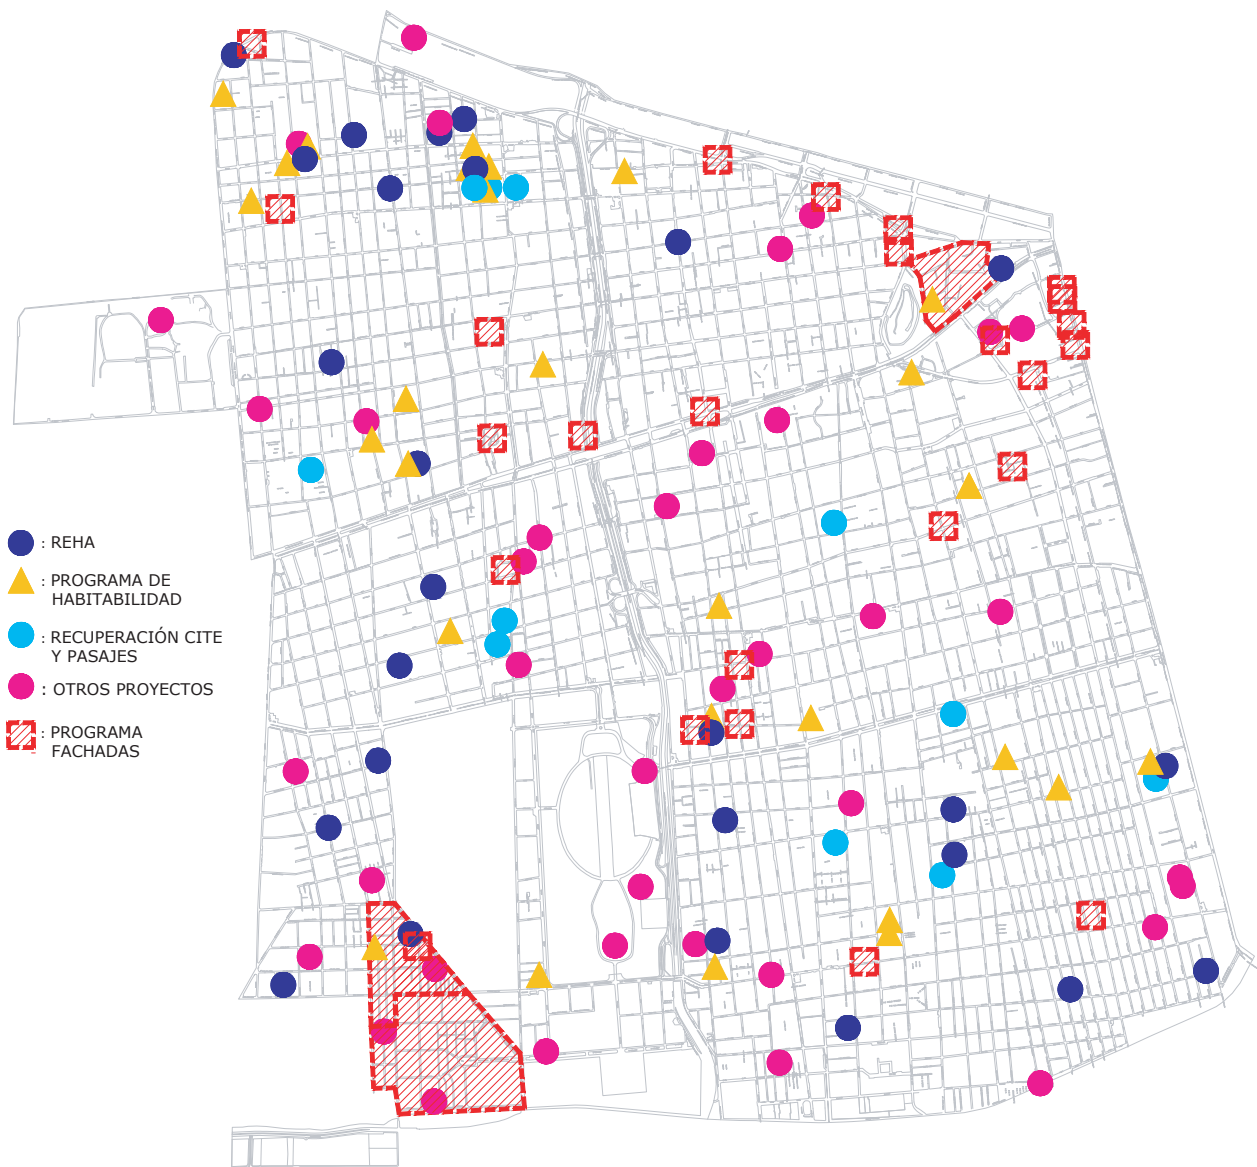 : REHA
: PROGRAMA DE
HABITABILIDAD
: RECUPERACIÓN CITE
Y PASAJES
: OTROS PROYECTOS
: PROGRAMA
FACHADAS